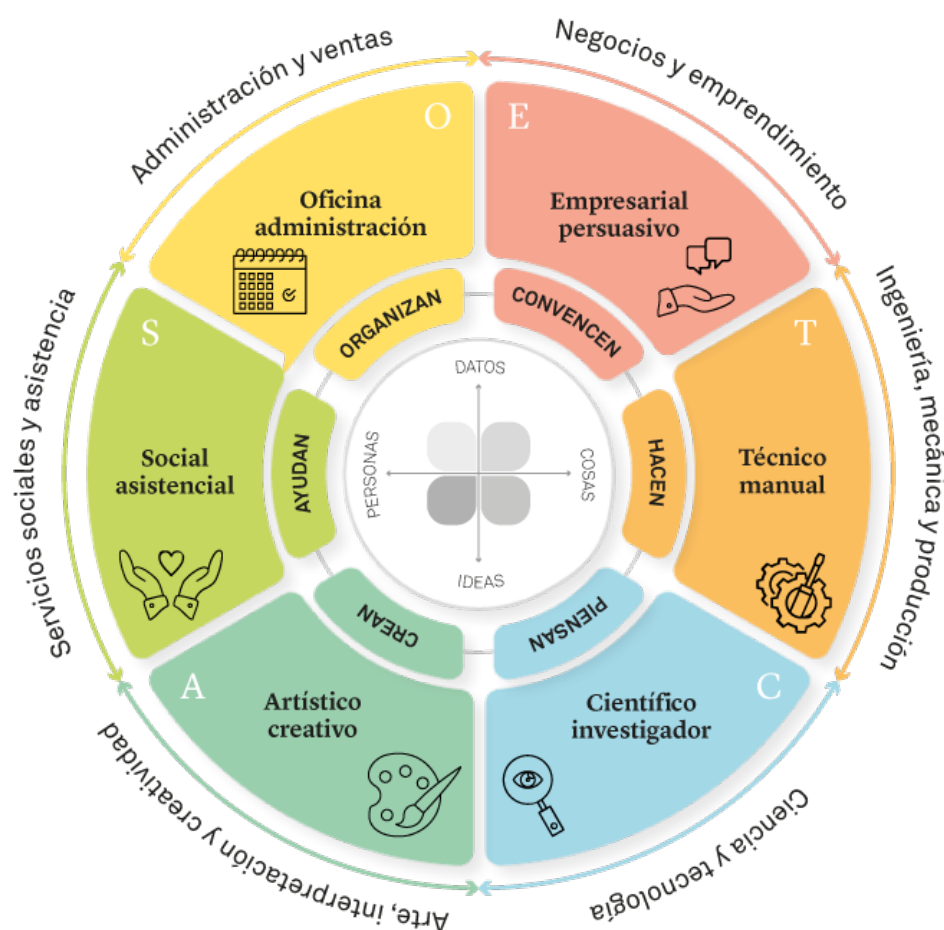 Administración y ventas
Negocios y emprendimiento
Ingeniería, mecánica y producción
Ciencia y tecnología
Arte, interpretación y creatividad
Servicios sociales y asistencia
O
Oficina
administración
ORGANIZAN
E
Empresarial
persuasivo
CONVENCEN
T
Técnico
manual
HACEN
C
Científico
investigador
PIENSAN
A
Artístico
creativo
CREAN
S
Social
asistencial
AYUDAN
DATOS
PERSONAS
COSAS
IDEAS